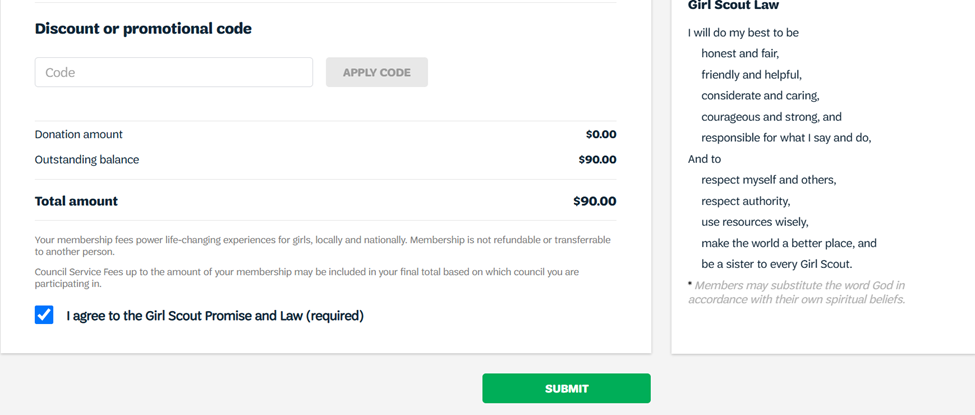 Discount or promotional code
Code
APPLY CODE
Donation amount $0.00
Outstanding balance $90.00
Total amount $90.00
Your membership fees power life-changing experiences for girls, locally and nationally. Membership is not refundable or transferrable
to another person.
Council Service Fees up to the amount of your membership may be included in your final total based on which council you are
participating in.
I agree to the Girl Scout Promise and Law (required)
SUBMIT
Girl Scout Law
I will do my best to be
honest and fair,
friendly and helpful,
considerate and caring,
courageous and strong, and
responsible for what I say and do,
And to
respect myself and others,
respect authority,
use resources wisely,
make the world a better place, and
be a sister to every Girl Scout.
* Members may substitute the word God in
accordance with their own spiritual beliefs.